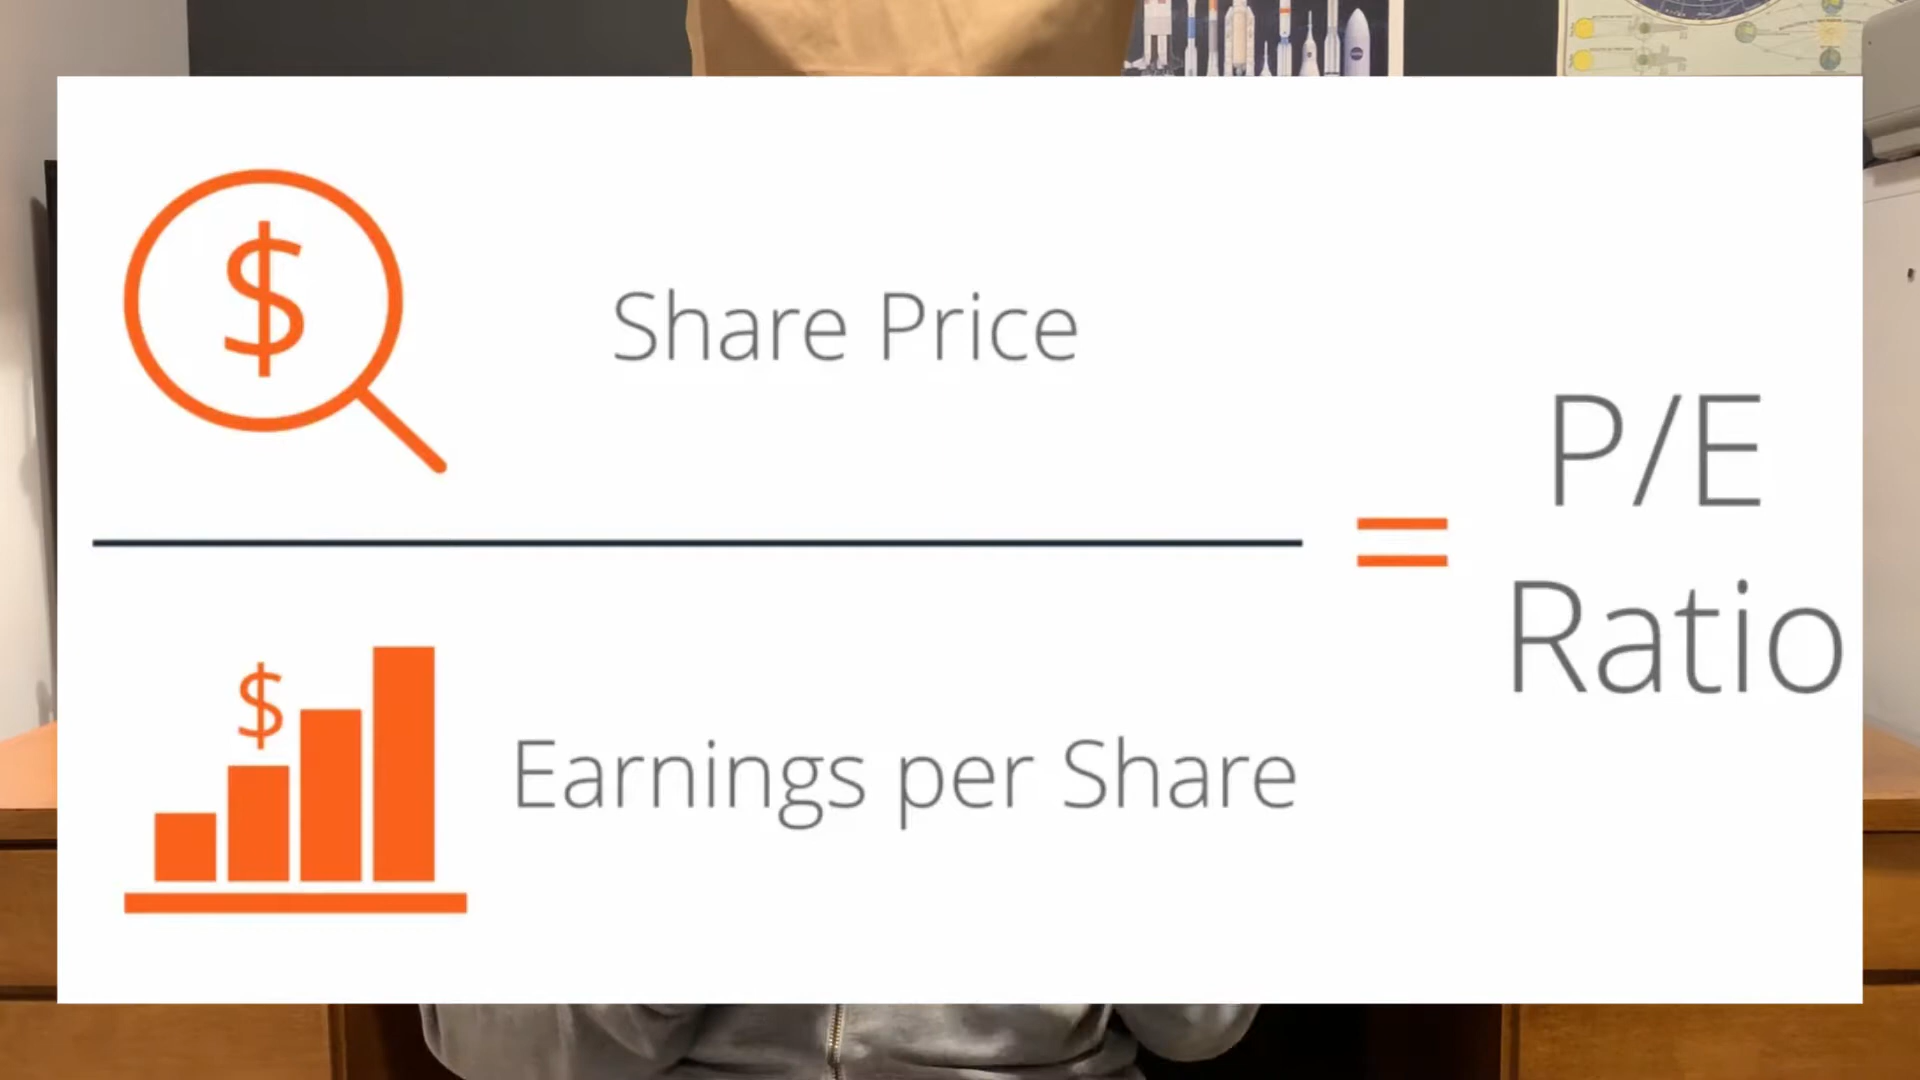 $
Share Price
=
P/E
Ratio
$
Earnings per Share